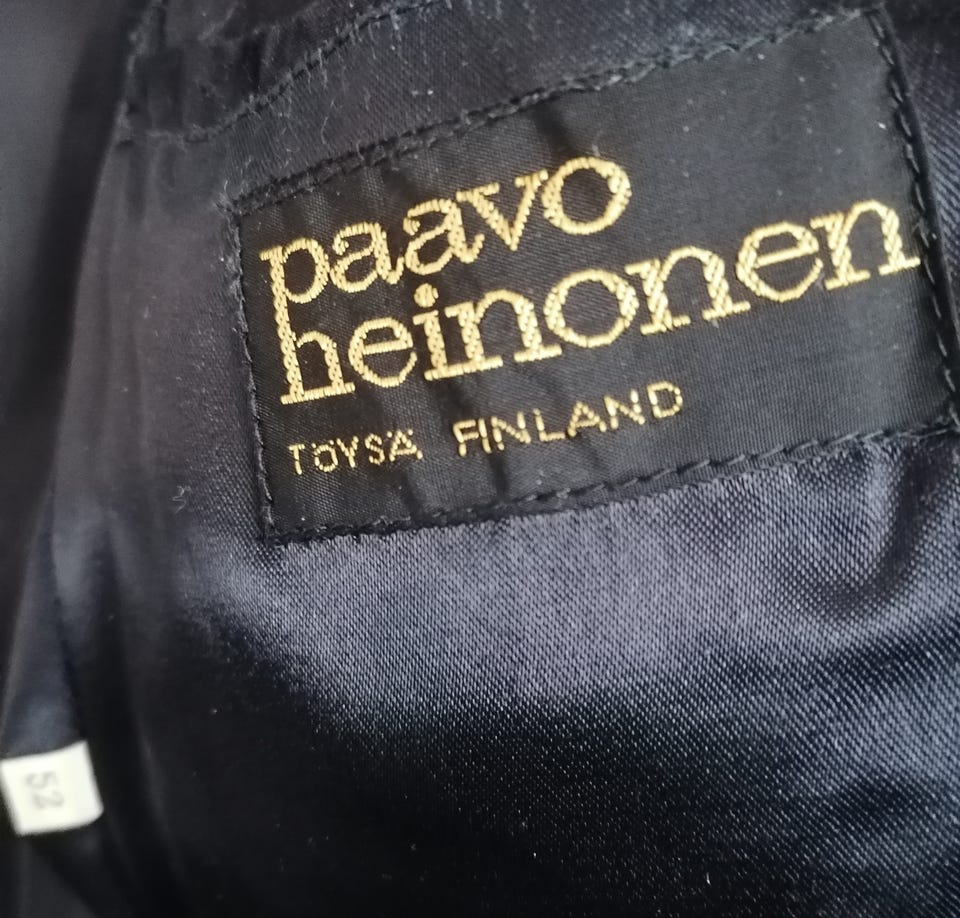 paavo
heinonen
TÖYSÄ FINLAND
52